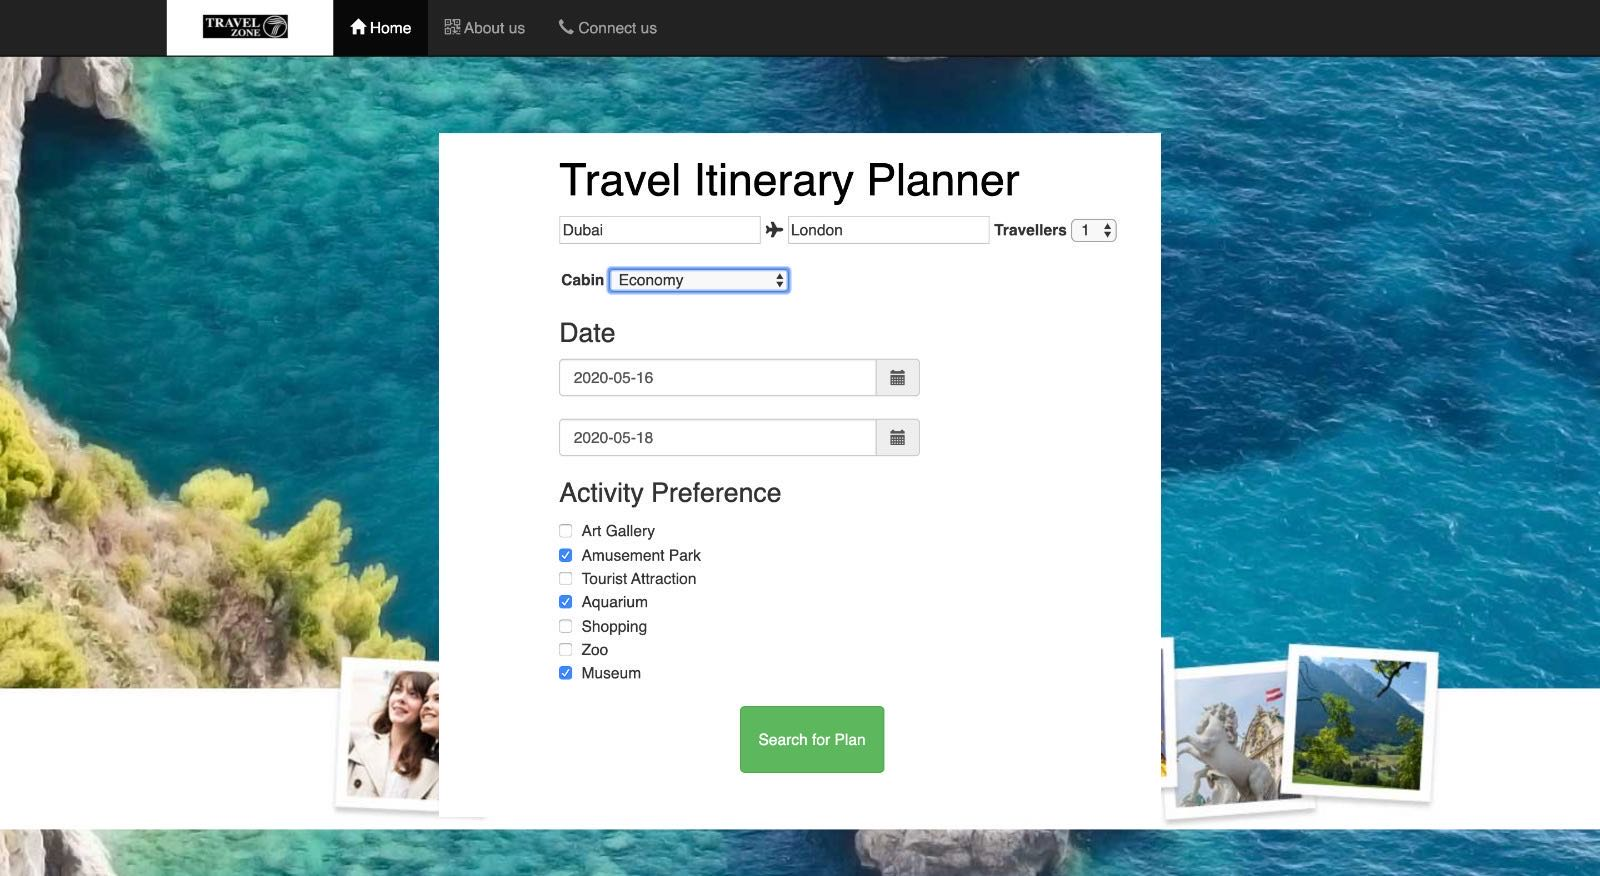 TRAVEL
ZONE
Home
About us
Connect us
Travel Itinerary Planner
Dubai London Travellers 1
Cabin Economy
Date
2020-05-16
2020-05-18
Activity Preference
Art Gallery
Amusement Park
Tourist Attraction
Aquarium
Shopping
Zoo
Museum
Search for Plan